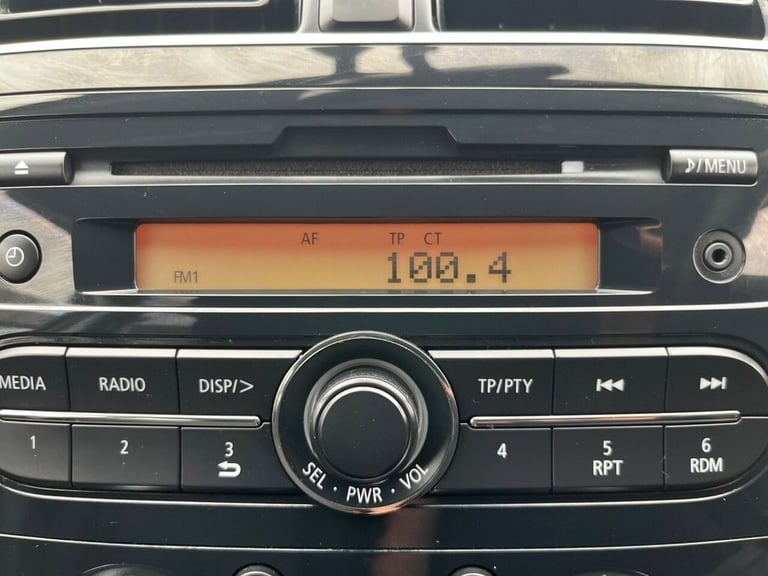 ⏏
♪/MENU
AF TP CT
FM1 100.4
MEDIA RADIO DISP/> TP/PTY ⏮ ⏭
1 2 3 4 5 6
RPT RDM
SEL · PWR · VOL